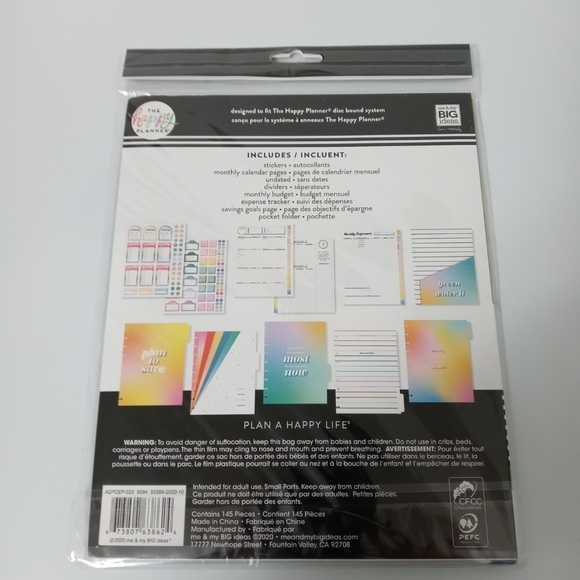 THE
happy
PLANNER
designed to fit The Happy Planner® disc bound system
conçu pour le système à anneaux The Happy Planner®
me & my
BIG
ideas
INCLUDES / INCLUENT:
stickers • autocollants
monthly calendar pages • pages de calendrier mensuel
undated • sans dates
dividers • séparateurs
monthly budget • budget mensuel
expense tracker • suivi des dépenses
savings goals page • page des objectifs d'épargne
pocket folder • pochette
plan
to
save
most
now
PLAN A HAPPY LIFE®
WARNING: To avoid danger of suffocation, keep this bag away from babies and children. Do not use in cribs, beds,
carriages or playpens. The thin film may cling to nose and mouth and prevent breathing. AVERTISSEMENT: Pour éviter tout
risque d'étouffement, garder ce sac hors de portée des bébés et des enfants. Ne pas utiliser dans le berceau, le lit, la
poussette ou dans le parc. Le film plastique pourrait se coller au nez et à la bouche de l'enfant et l'empêcher de respirer.
Intended for adult use. Small Parts. Keep away from children.
Ce produit ne doit être utilisé que par des adultes. Petites pièces.
Garder hors de portée des enfants.
Contains 145 Pieces • Contient 145 Pièces
Made in China • Fabriqué en Chine
Manufactured by • Fabriqué par
me & my BIG ideas®©2020 • meandmybigideas.com
17777 Newhope Street • Fountain Valley, CA 92708
6 73807 63862 4
©2020, me & my BIG ideas®
CFCC
PEFC